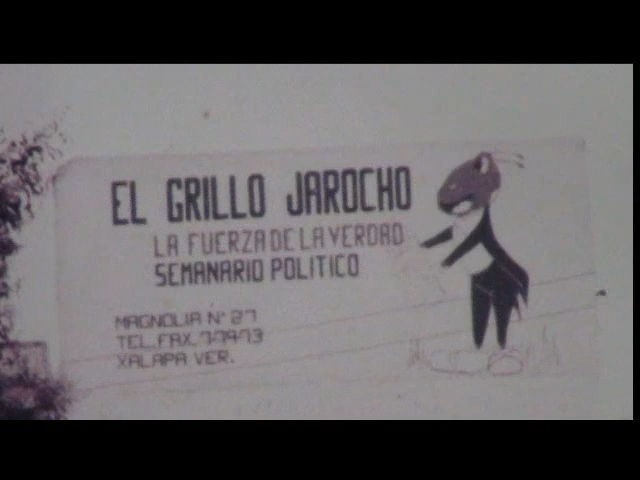 EL GRILLO JAROCHO
LA FUERZA DE LA VERDAD
SEMANARIO POLITICO
MAGNOLIA N° 27
TEL.FAX.7-79-73
XALAPA VER.